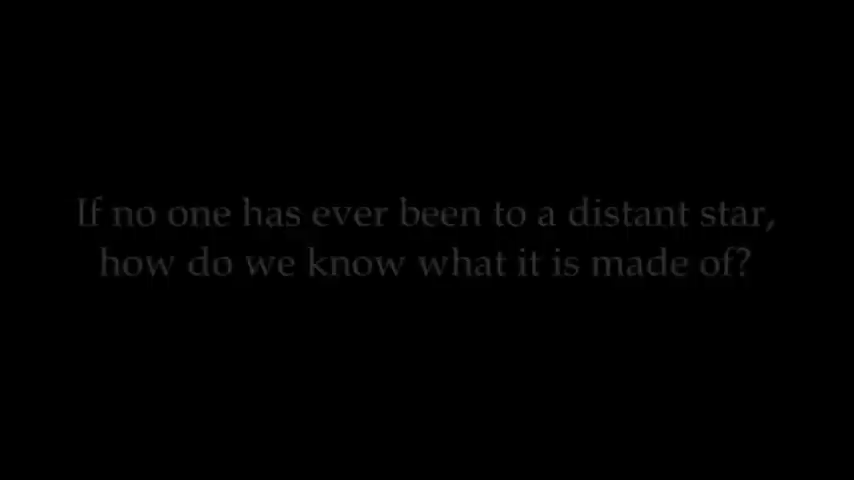 If no one has ever been to a distant star,
how do we know what it is made of?